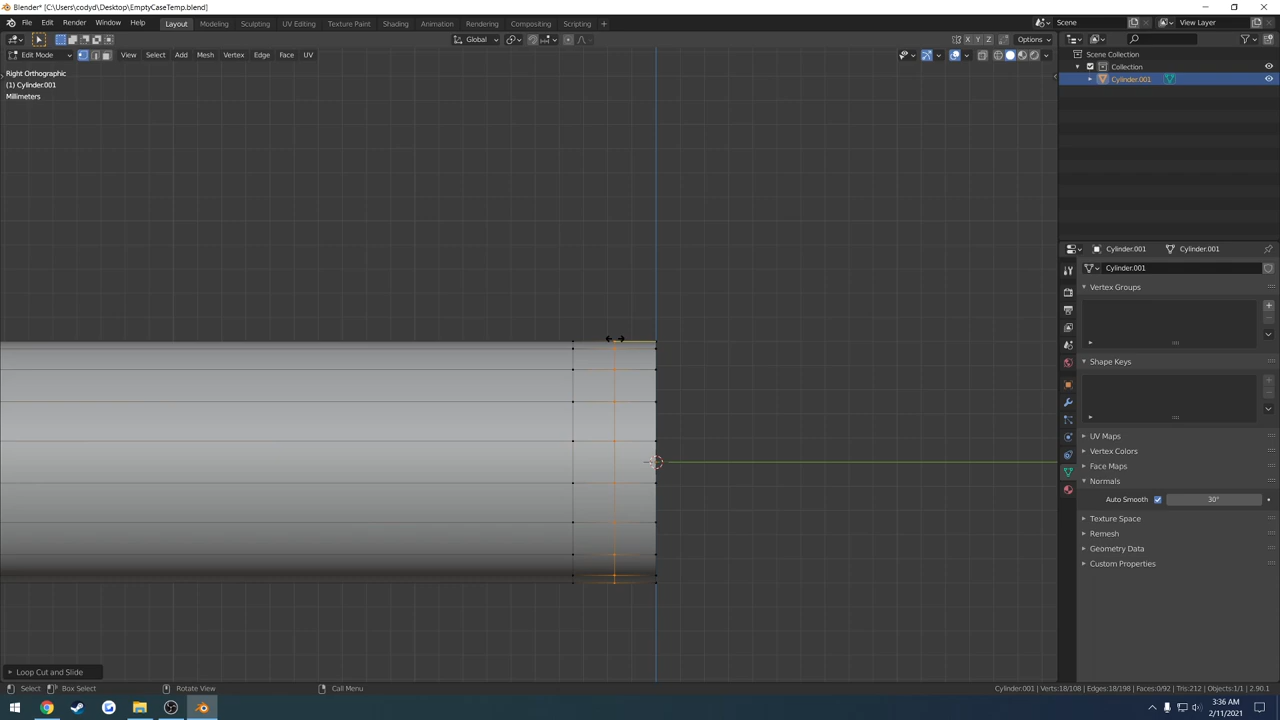 Blender* [C:\Users\codyd\Desktop\EmptyCaseTemp.blend]
File Edit Render Window Help Layout Modeling Sculpting UV Editing Texture Paint Shading Animation Rendering Compositing Scripting Scene View Layer
Global Options
Edit Mode View Select Add Mesh Vertex Edge Face UV
Scene Collection
Collection
Cylinder.001
Right Orthographic
(1) Cylinder.001
Millimeters
Cylinder.001 Cylinder.001
Cylinder.001
Vertex Groups
Shape Keys
UV Maps
Vertex Colors
Face Maps
Normals
Auto Smooth 30°
Texture Space
Remesh
Geometry Data
Custom Properties
Loop Cut and Slide
Select Box Select Rotate View Call Menu Cylinder.001 | Verts:18/108 | Edges:18/198 | Faces:0/92 | Tris:212 | Objects:1/1 | 2.90.1
3:36 AM
2/11/2021